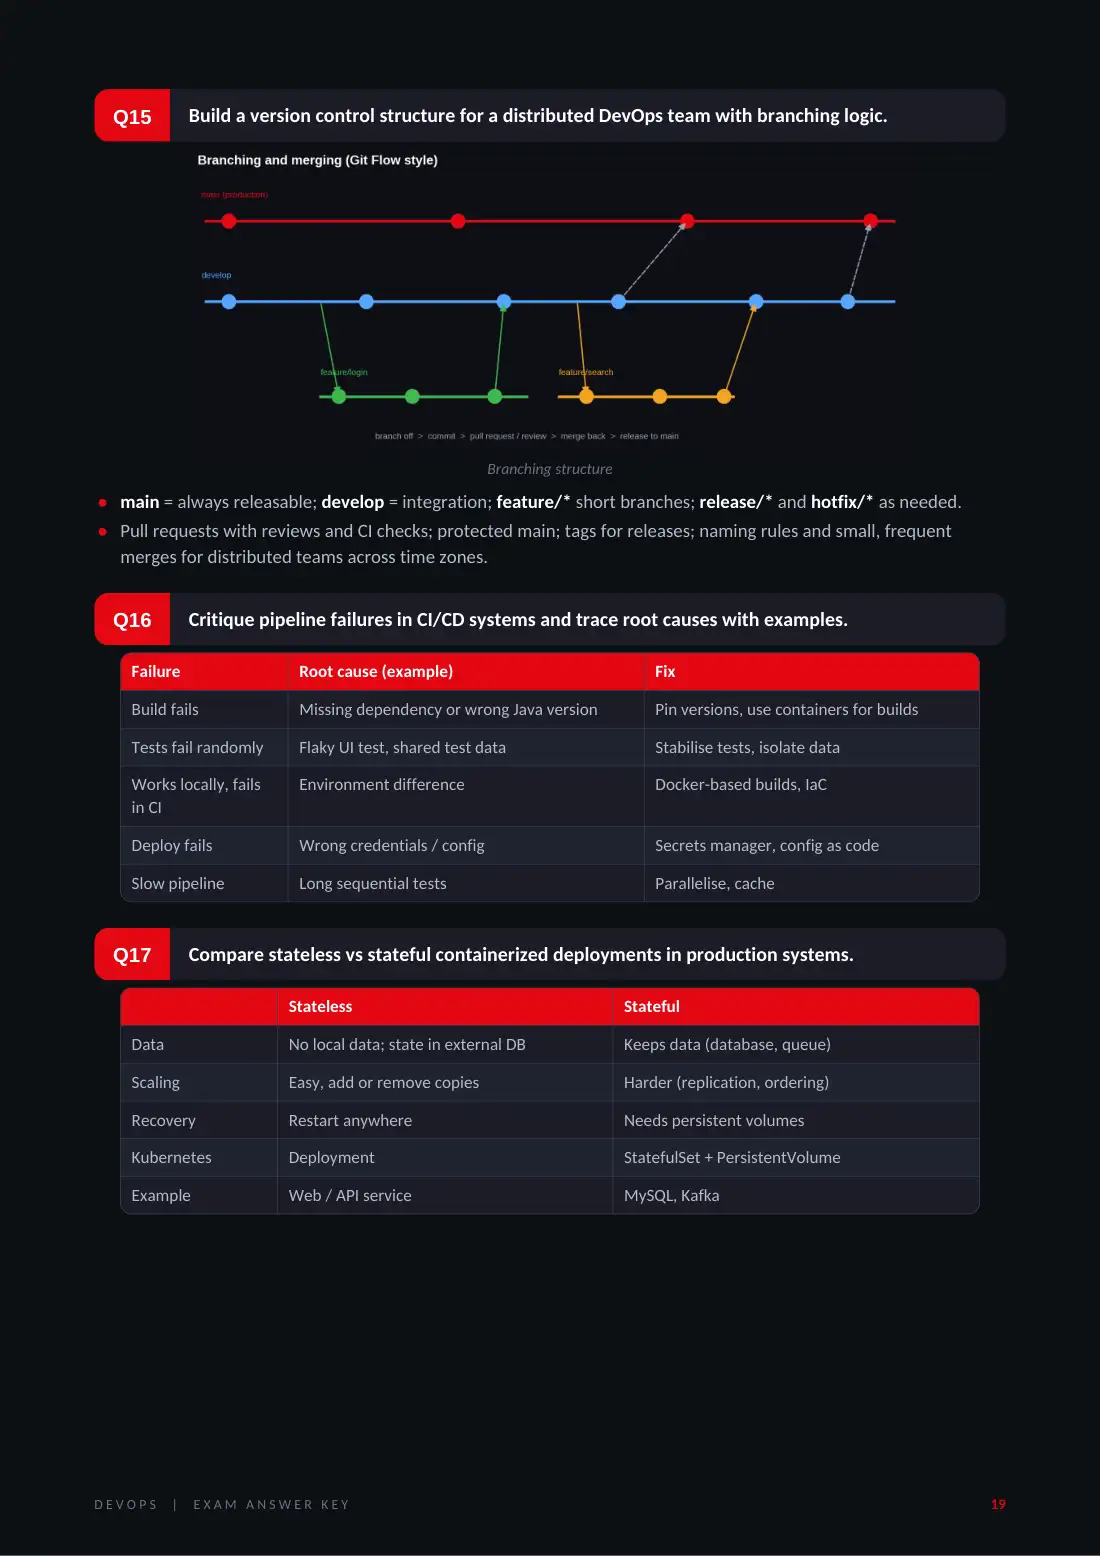 Q15 Build a version control structure for a distributed DevOps team with branching logic.
Branching and merging (Git Flow style)
main (production)
develop
feature/login feature/search
branch off > commit > pull request / review > merge back > release to main
Branching structure
• main = always releasable; develop = integration; feature/* short branches; release/* and hotfix/* as needed.
• Pull requests with reviews and CI checks; protected main; tags for releases; naming rules and small, frequent
merges for distributed teams across time zones.
Q16 Critique pipeline failures in CI/CD systems and trace root causes with examples.
Failure Root cause (example) Fix
Build fails Missing dependency or wrong Java version Pin versions, use containers for builds
Tests fail randomly Flaky UI test, shared test data Stabilise tests, isolate data
Works locally, fails Environment difference Docker-based builds, IaC
in CI
Deploy fails Wrong credentials / config Secrets manager, config as code
Slow pipeline Long sequential tests Parallelise, cache
Q17 Compare stateless vs stateful containerized deployments in production systems.
Stateless Stateful
Data No local data; state in external DB Keeps data (database, queue)
Scaling Easy, add or remove copies Harder (replication, ordering)
Recovery Restart anywhere Needs persistent volumes
Kubernetes Deployment StatefulSet + PersistentVolume
Example Web / API service MySQL, Kafka
DEVOPS | EXAM ANSWER KEY 19